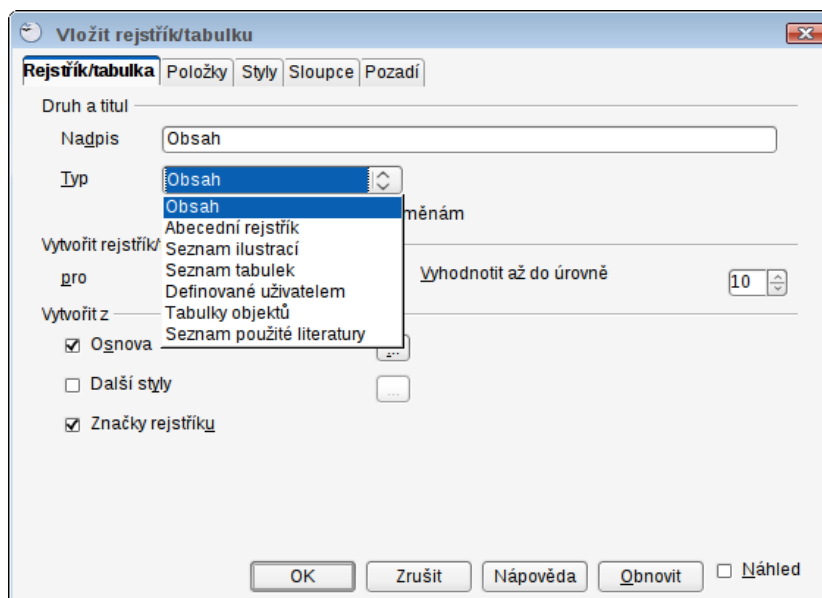 Vložit rejstřík/tabulku
Rejstřík/tabulka Položky Styly Sloupce Pozadí
Druh a titul
Nadpis Obsah
Typ Obsah
Obsah
měnám
Abecední rejstřík
Vytvořit rejstřík/
Seznam ilustrací
Seznam tabulek
pro Vyhodnotit až do úrovně 10
Definované uživatelem
Vytvořit z
Tabulky objektů
Seznam použité literatury
Osnova ...
Další styly ...
Značky rejstříku
OK Zrušit Nápověda Obnovit Náhled